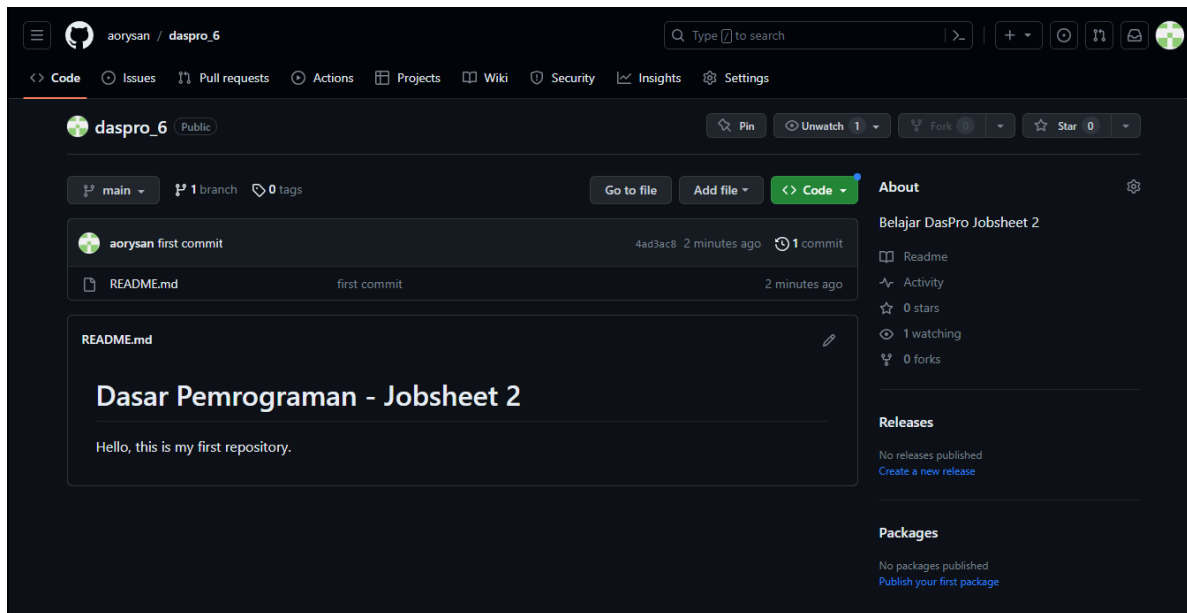 aorysan / daspro_6
Type / to search
Code Issues Pull requests Actions Projects Wiki Security Insights Settings
daspro_6 Public
Pin Unwatch 1 Fork 0 Star 0
main 1 branch 0 tags
Go to file Add file Code
aorysan first commit 4ad3ac8 2 minutes ago 1 commit
README.md first commit 2 minutes ago
README.md
Dasar Pemrograman - Jobsheet 2
Hello, this is my first repository.
About
Belajar DasPro Jobsheet 2
Readme
Activity
0 stars
1 watching
0 forks
Releases
No releases published
Create a new release
Packages
No packages published
Publish your first package